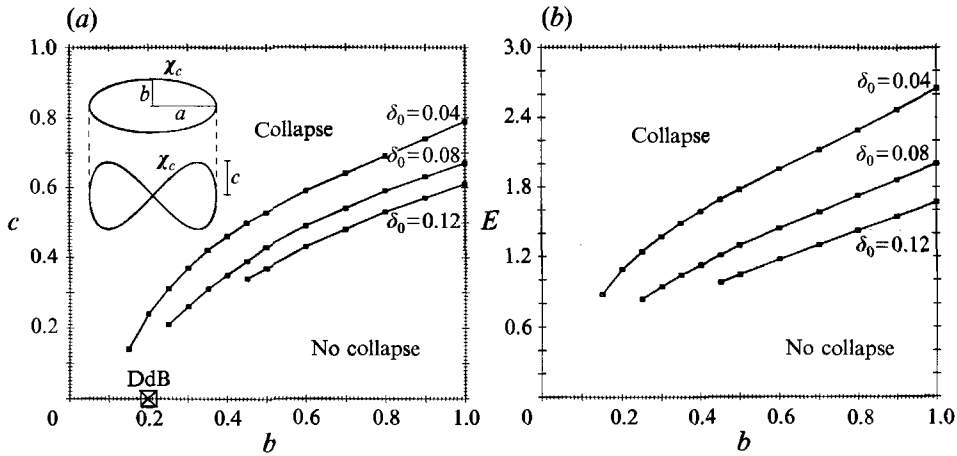 (a)
1.0
0.8
0.6
c
0.4
0.2
0
χc
b
a
χc
c
Collapse
δ0=0.04
δ0=0.08
δ0=0.12
No collapse
DdB
0.2
0.4
0.6
0.8
1.0
b
(b)
3.0
2.4
1.8
E
1.2
0.6
0
Collapse
δ0=0.04
δ0=0.08
δ0=0.12
No collapse
0.2
0.4
0.6
0.8
1.0
b